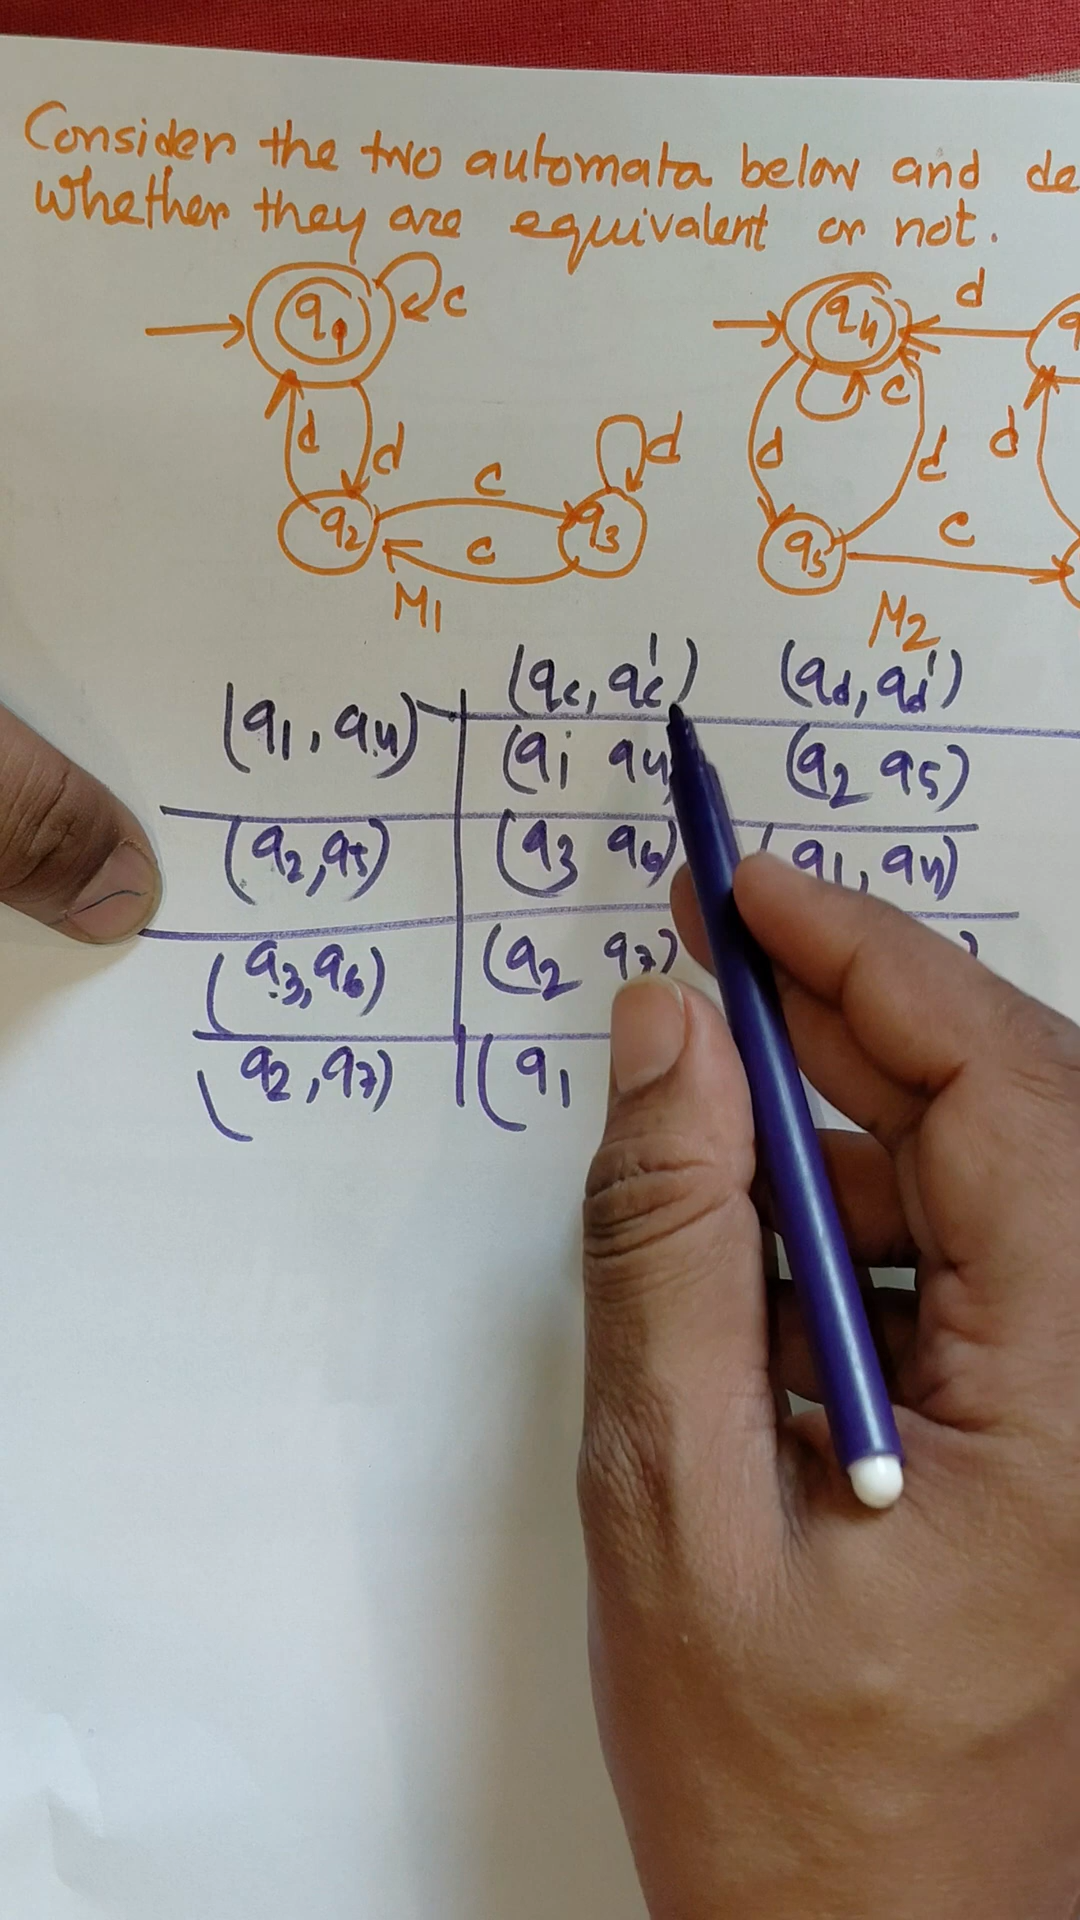 Consider the two automata below and de
whether they are equivalent or not.
q1 c q4 d q
c
d d c d d d d
q2 c q3 q5 c
M1 M2
(qc, qc') (qd, qd')
(q1, q4) (q1 q4) (q2 q5)
(q2, q5) (q3 q6) (q1, q4)
(q3, q6) (q2 q7) )
(q2, q7) (q1